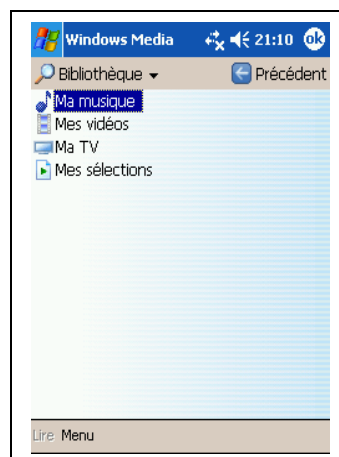 Windows Media 21:10 ok
Bibliothèque Précédent
Ma musique
Mes vidéos
Ma TV
Mes sélections
Lire Menu